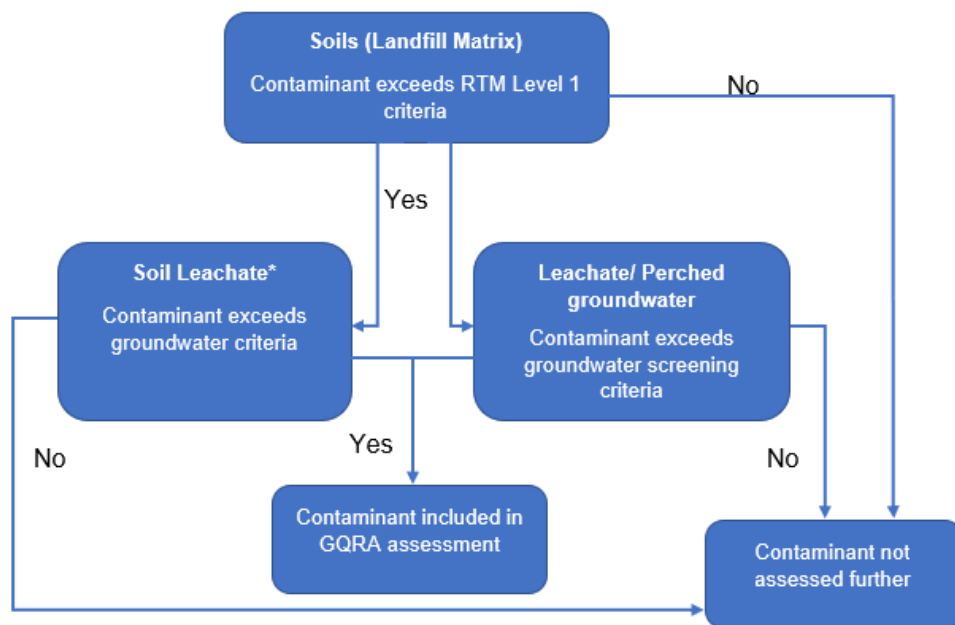 Soils (Landfill Matrix)
Contaminant exceeds RTM Level 1
criteria
No
Yes
Soil Leachate*
Contaminant exceeds
groundwater criteria
Leachate/ Perched
groundwater
Contaminant exceeds
groundwater screening
criteria
No
Yes
No
Contaminant included in
GQRA assessment
Contaminant not
assessed further